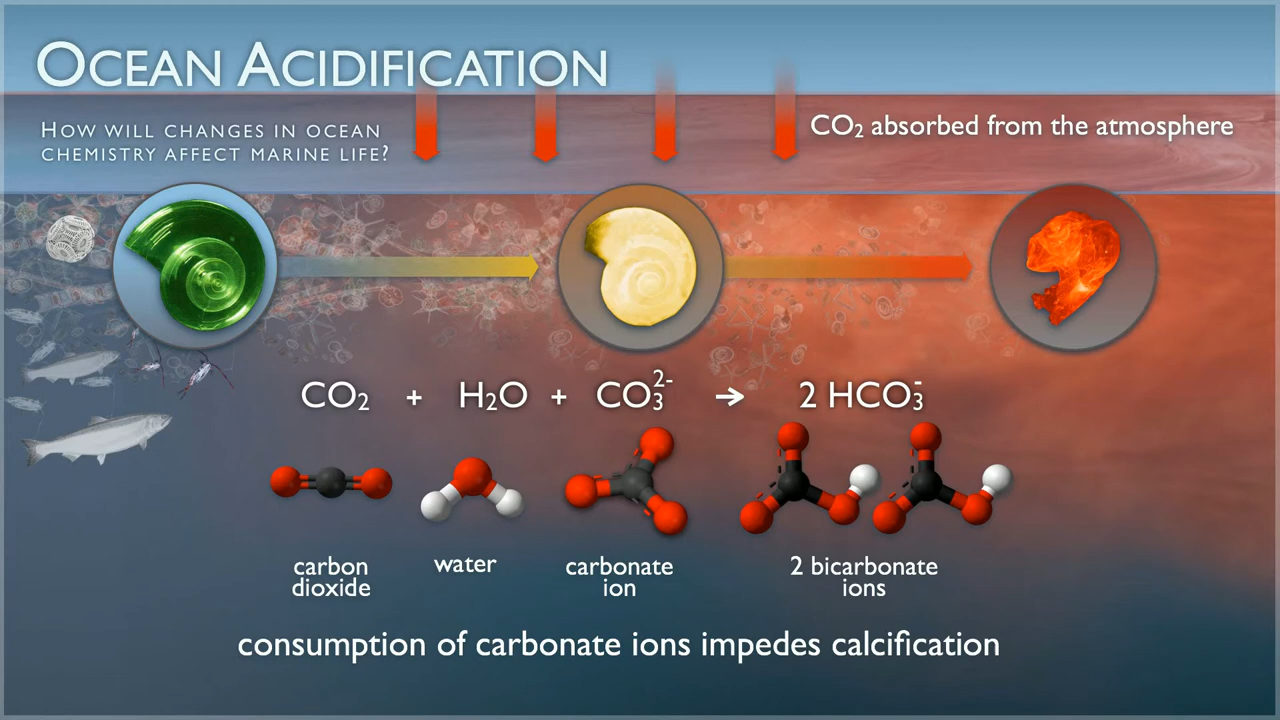 OCEAN ACIDIFICATION
HOW WILL CHANGES IN OCEAN
CHEMISTRY AFFECT MARINE LIFE?
CO₂ absorbed from the atmosphere
CO₂ + H₂O + CO₃²⁻ → 2 HCO₃⁻
carbon
dioxide
water
carbonate
ion
2 bicarbonate
ions
consumption of carbonate ions impedes calcification